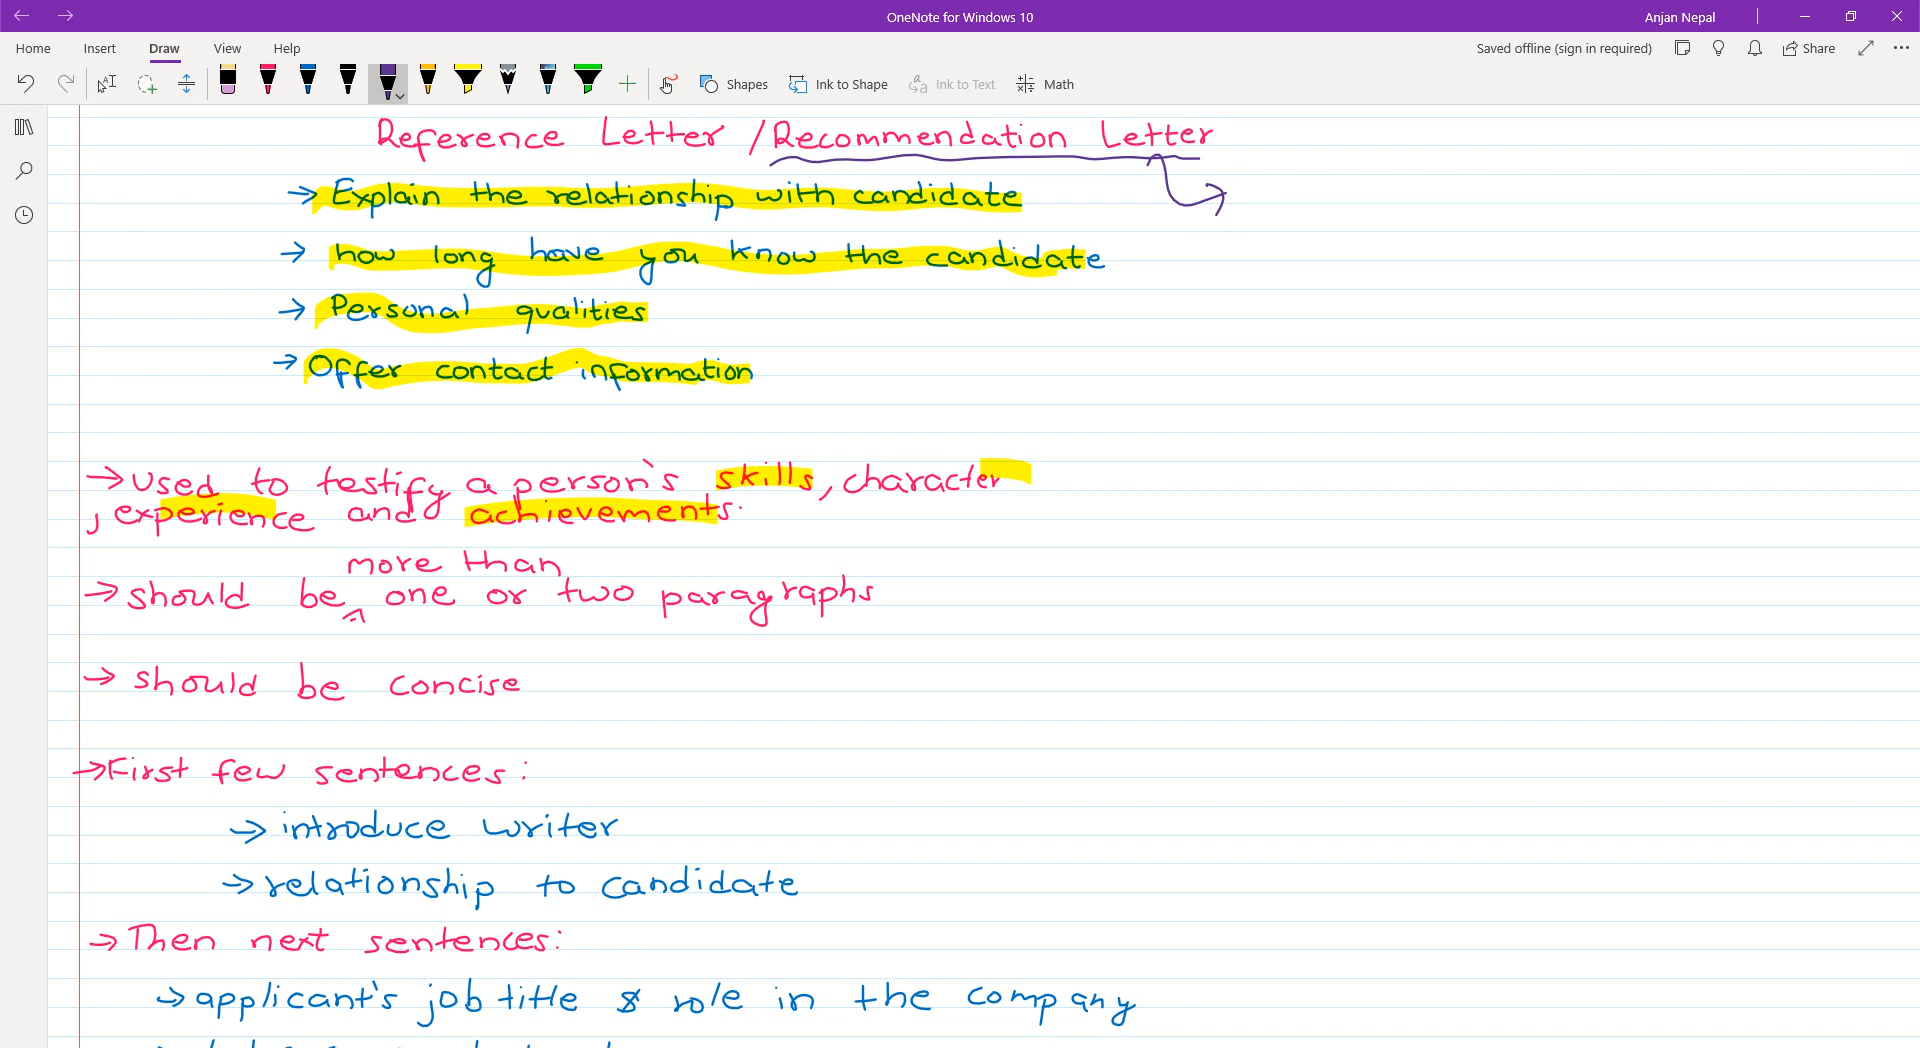 OneNote for Windows 10
Anjan Nepal
Home Insert Draw View Help
Saved offline (sign in required) Share
Shapes Ink to Shape Ink to Text Math
Reference Letter / Recommendation Letter
→ Explain the relationship with candidate
→ how long have you know the candidate
→ Personal qualities
→ Offer contact information
→ used to testify a person's skills, character
, experience and achievements.
more than
→ should be one or two paragraphs
→ should be concise
→ First few sentences:
→ introduce writer
→ relationship to candidate
→ Then next sentences:
→ applicant's job title & role in the company